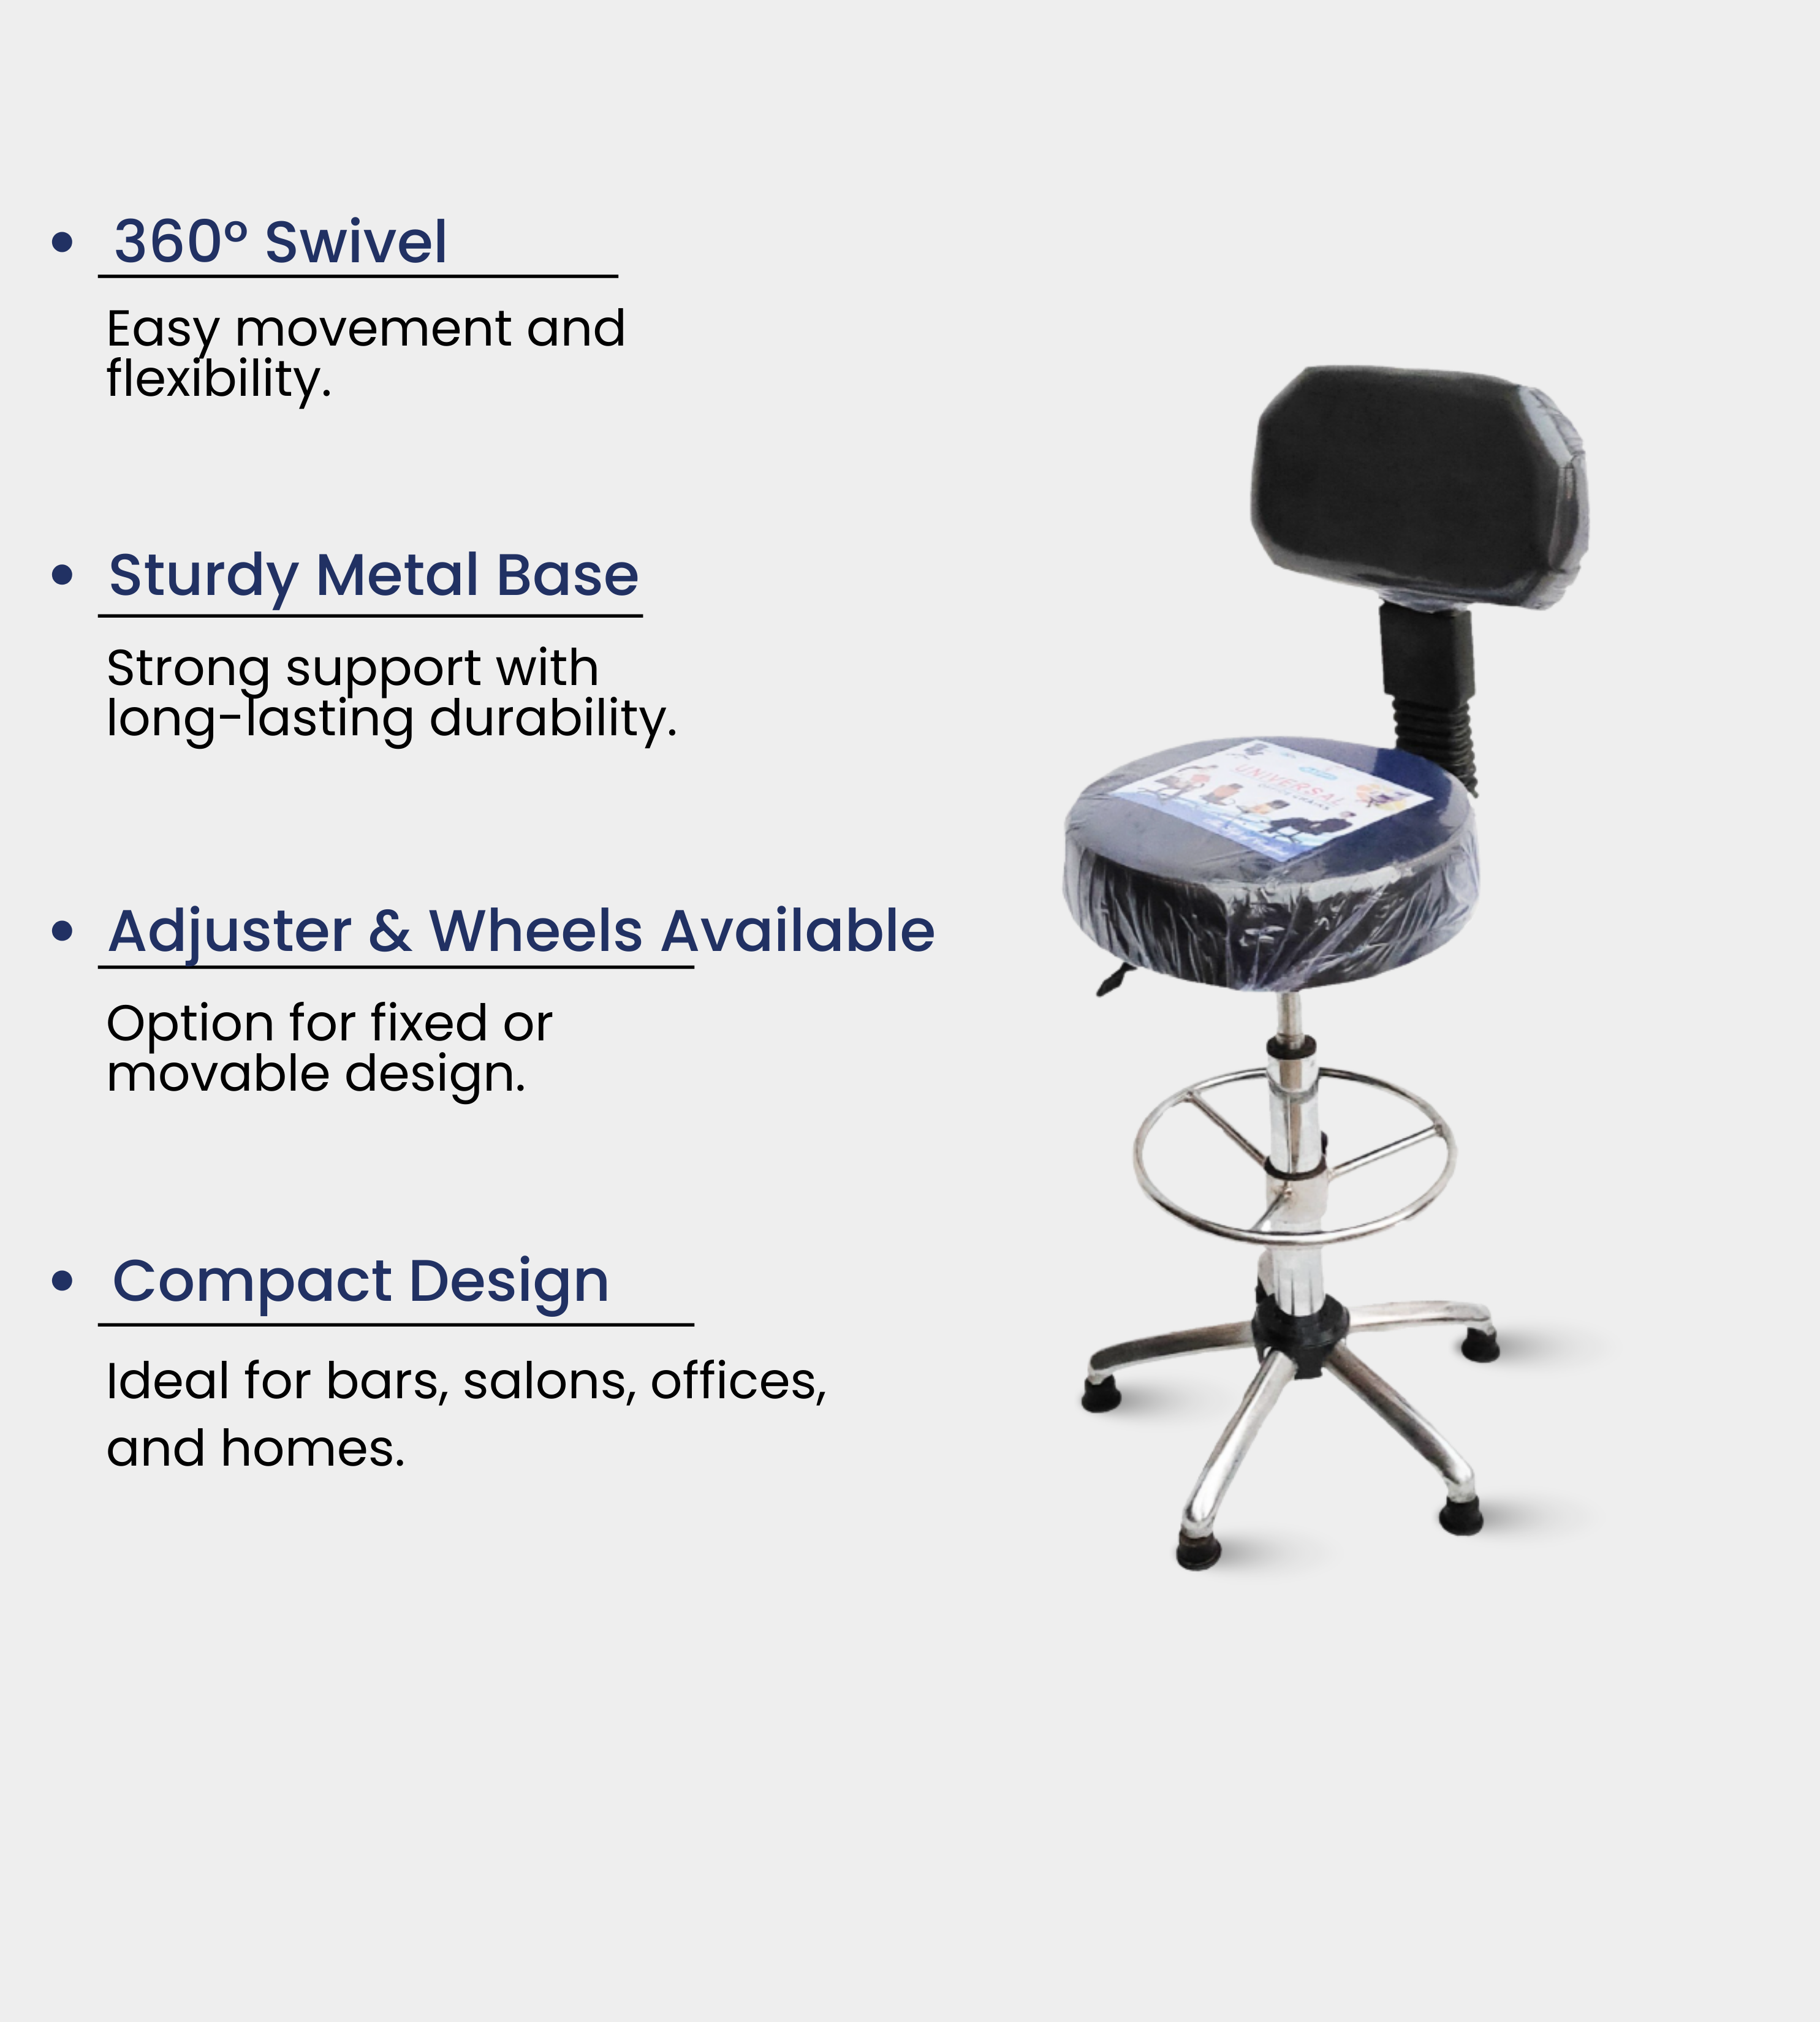 • 360° Swivel
Easy movement and
flexibility.
• Sturdy Metal Base
Strong support with
long-lasting durability.
• Adjuster & Wheels Available
Option for fixed or
movable design.
• Compact Design
Ideal for bars, salons, offices,
and homes.
UNIVERSAL